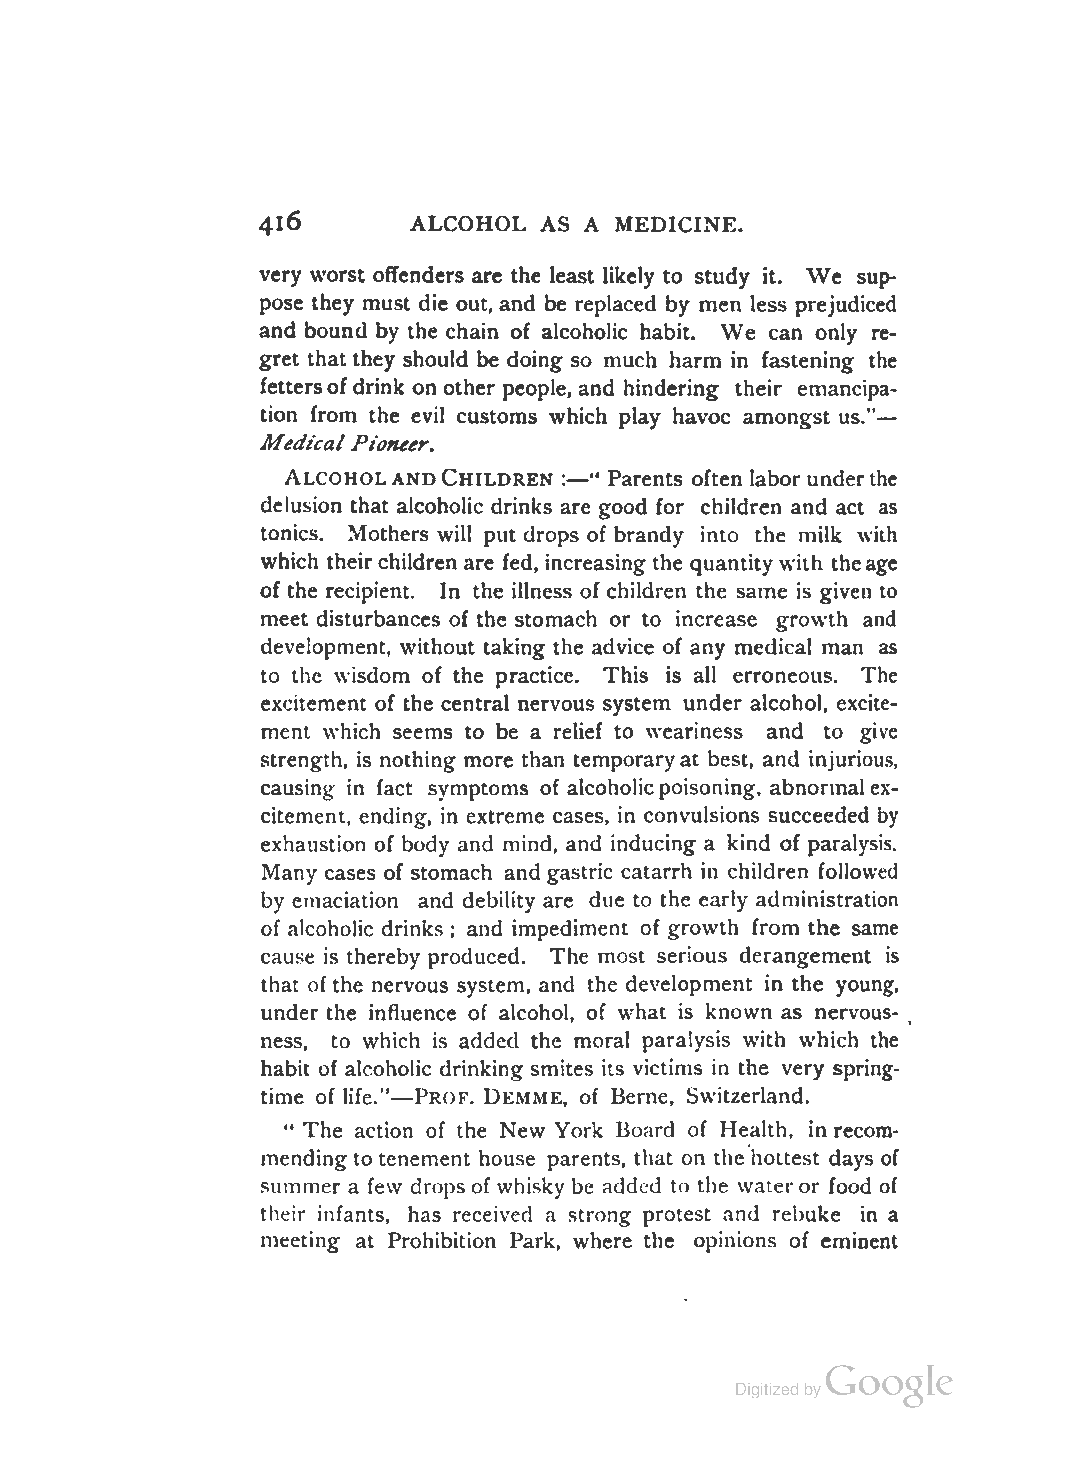 416 ALCOHOL AS A MEDICINE.
very worst offenders are the least likely to study it. We sup-
pose they must die out, and be replaced by men less prejudiced
and bound by the chain of alcoholic habit. We can only re-
gret that they should be doing so much harm in fastening the
fetters of drink on other people, and hindering their emancipa-
tion from the evil customs which play havoc amongst us."—
Medical Pioneer.
ALCOHOL AND CHILDREN :—" Parents often labor under the
delusion that alcoholic drinks are good for children and act as
tonics. Mothers will put drops of brandy into the milk with
which their children are fed, increasing the quantity with the age
of the recipient. In the illness of children the same is given to
meet disturbances of the stomach or to increase growth and
development, without taking the advice of any medical man as
to the wisdom of the practice. This is all erroneous. The
excitement of the central nervous system under alcohol, excite-
ment which seems to be a relief to weariness and to give
strength, is nothing more than temporary at best, and injurious,
causing in fact symptoms of alcoholic poisoning, abnormal ex-
citement, ending, in extreme cases, in convulsions succeeded by
exhaustion of body and mind, and inducing a kind of paralysis.
Many cases of stomach and gastric catarrh in children followed
by emaciation and debility are due to the early administration
of alcoholic drinks ; and impediment of growth from the same
cause is thereby produced. The most serious derangement is
that of the nervous system, and the development in the young,
under the influence of alcohol, of what is known as nervous-
ness, to which is added the moral paralysis with which the
habit of alcoholic drinking smites its victims in the very spring-
time of life."—PROF. DEMME, of Berne, Switzerland.
" The action of the New York Board of Health, in recom-
mending to tenement house parents, that on the hottest days of
summer a few drops of whisky be added to the water or food of
their infants, has received a strong protest and rebuke in a
meeting at Prohibition Park, where the opinions of eminent
Digitized by Google